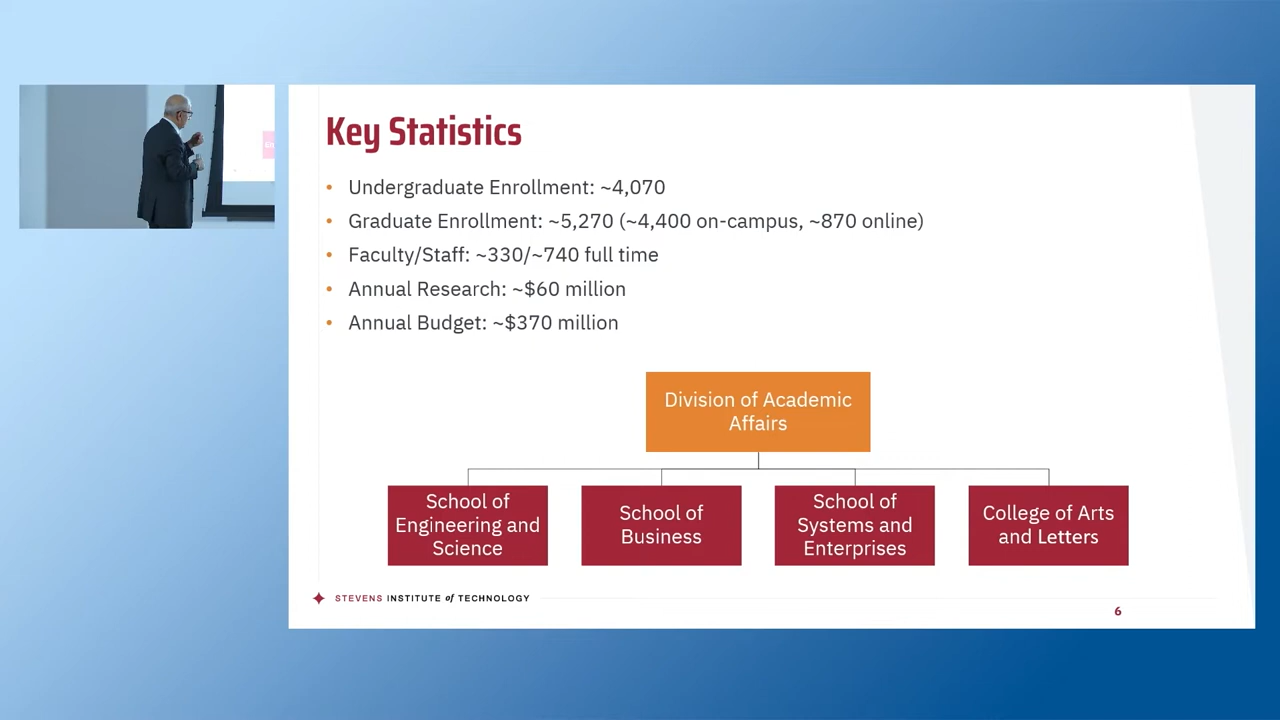 Key Statistics
• Undergraduate Enrollment: ~4,070
• Graduate Enrollment: ~5,270 (~4,400 on-campus, ~870 online)
• Faculty/Staff: ~330/~740 full time
• Annual Research: ~$60 million
• Annual Budget: ~$370 million
Division of Academic
Affairs
School of
Engineering and
Science
School of
Business
School of
Systems and
Enterprises
College of Arts
and Letters
STEVENS INSTITUTE of TECHNOLOGY
6